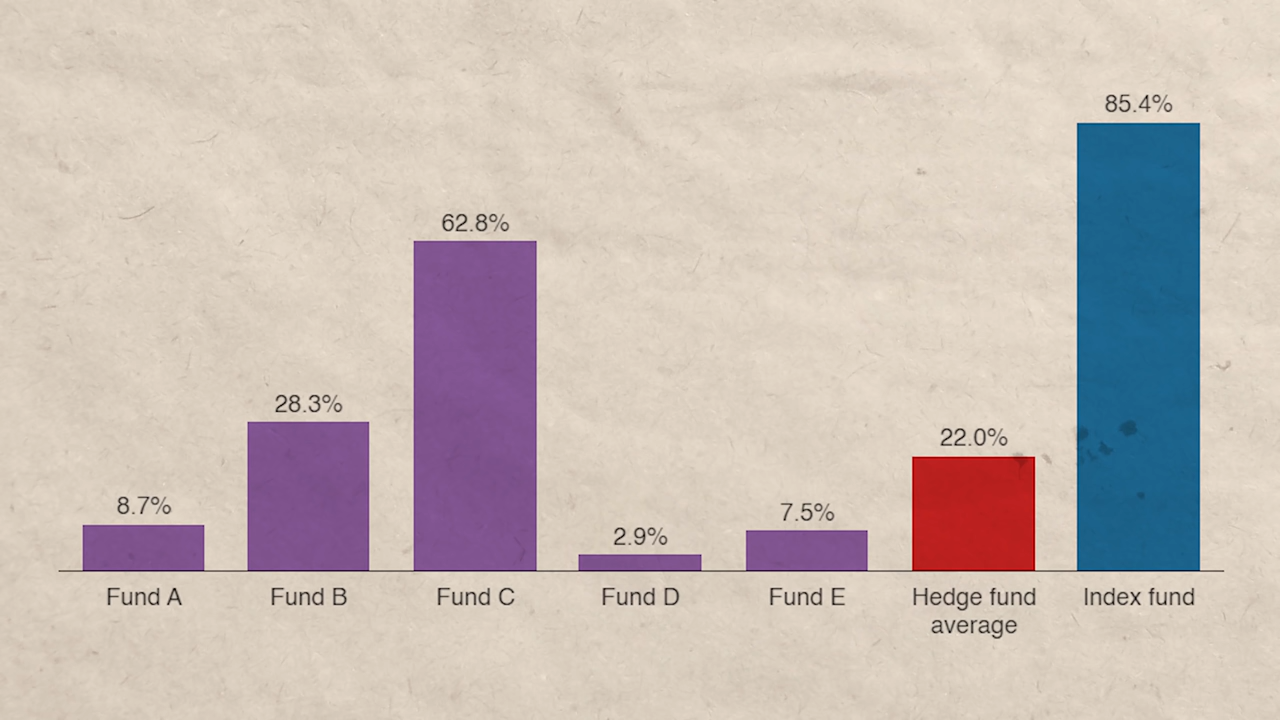 85.4%
62.8%
28.3%
22.0%
8.7%
7.5%
2.9%
Fund A
Fund B
Fund C
Fund D
Fund E
Hedge fund
average
Index fund